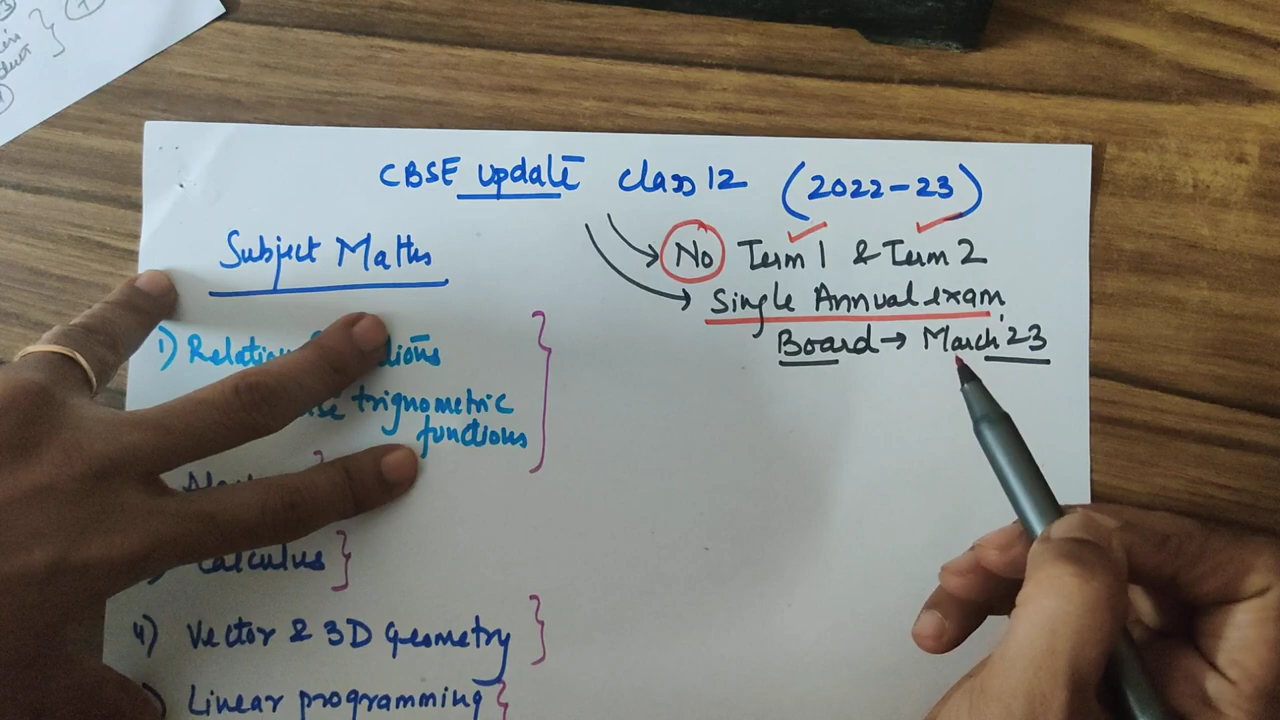 CBSE update class 12 (2022-23)
No Term 1 & Term 2
Single Annual exam
Board → March'23
Subject Maths
1) Relation
trignometric
functions
Calculus
4) Vector & 3D Geometry
Linear programming